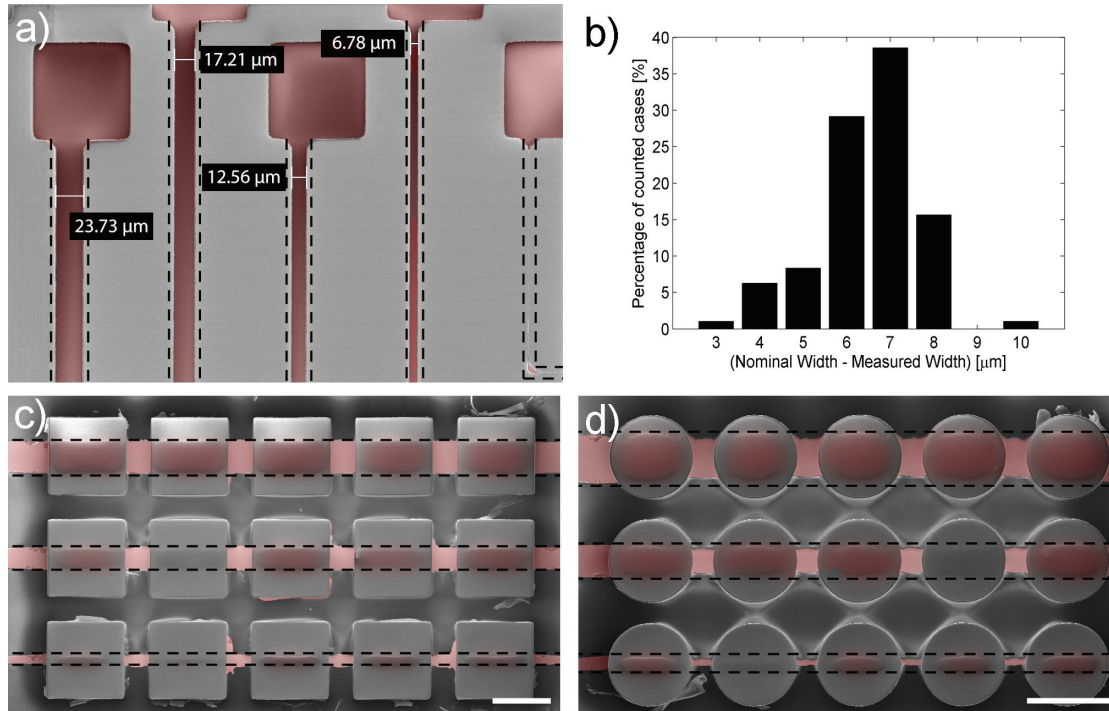 a)
17.21 μm
6.78 μm
12.56 μm
23.73 μm
b)
Percentage of counted cases [%]
40
35
30
25
20
15
10
5
0
3 4 5 6 7 8 9 10
(Nominal Width - Measured Width) [μm]
c)
d)